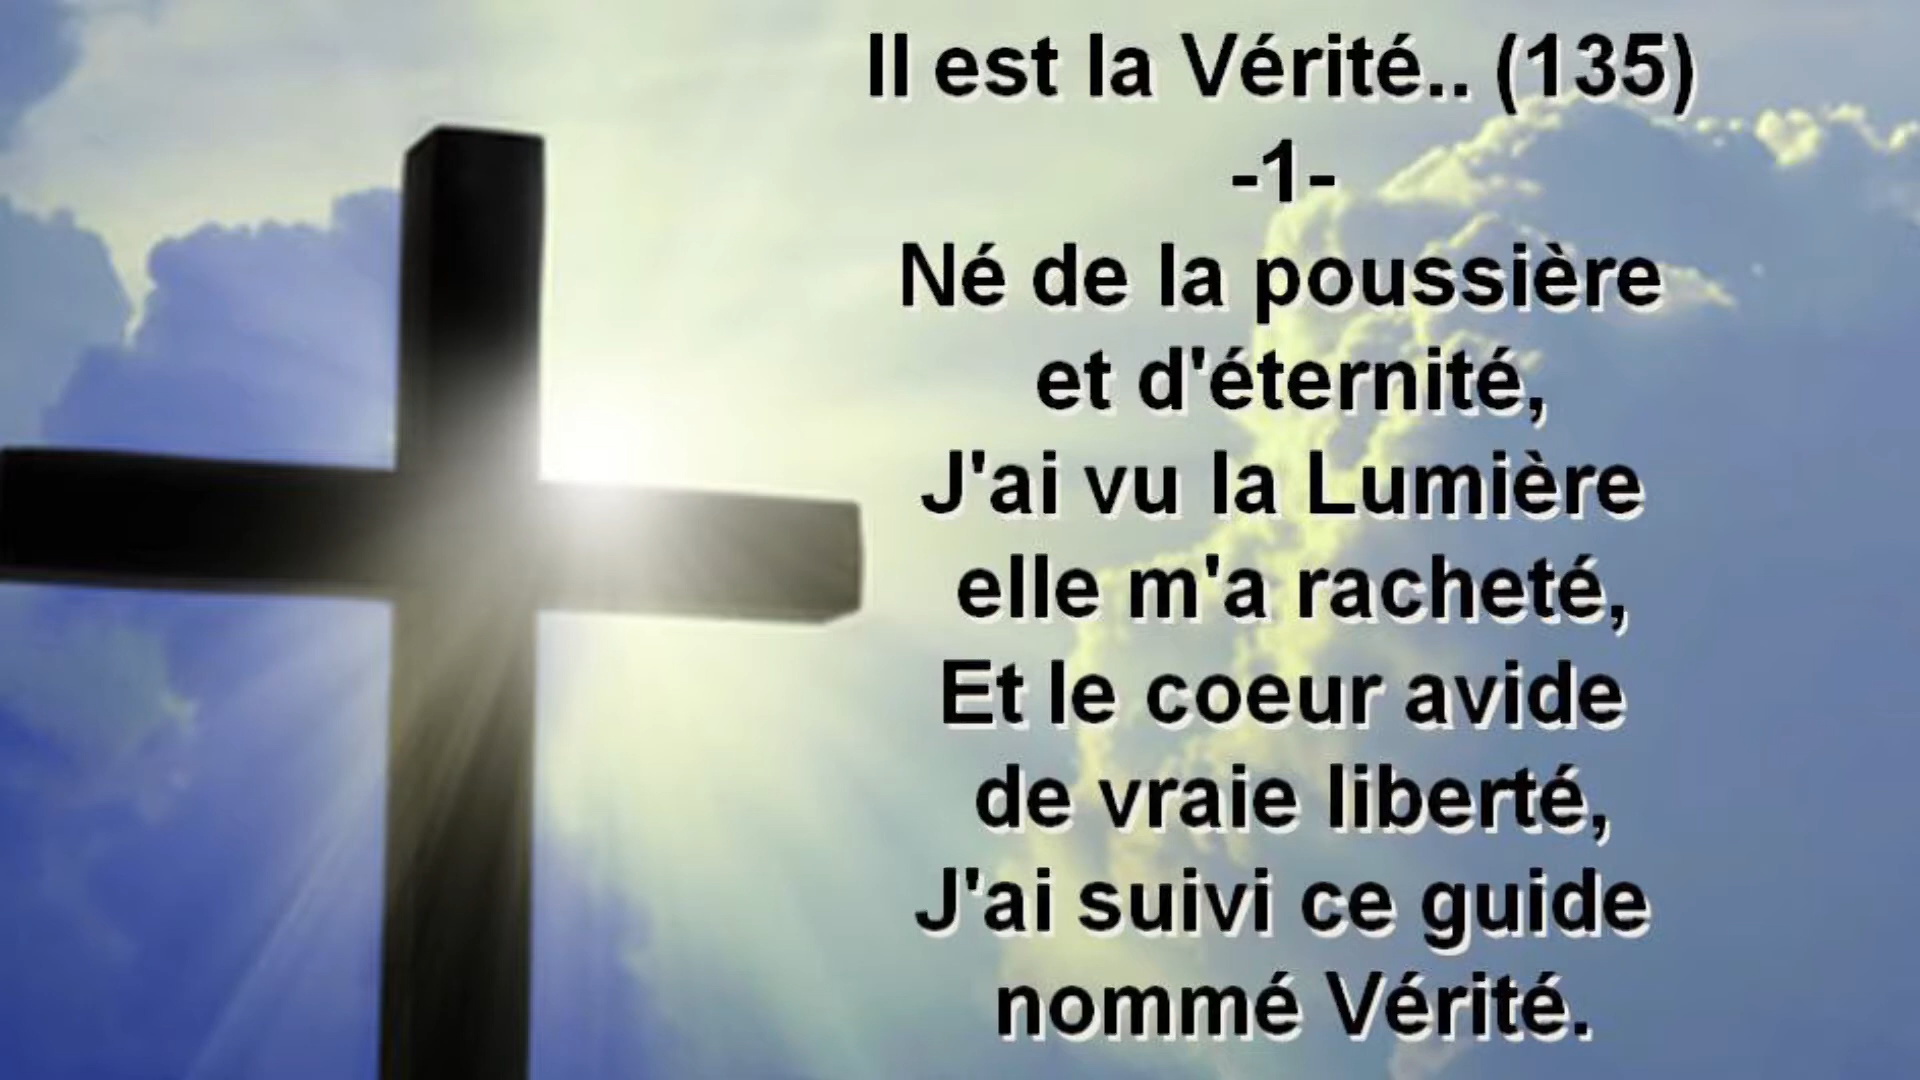 Il est la Vérité.. (135)
-1-
Né de la poussière
et d'éternité,
J'ai vu la Lumière
elle m'a racheté,
Et le coeur avide
de vraie liberté,
J'ai suivi ce guide
nommé Vérité.